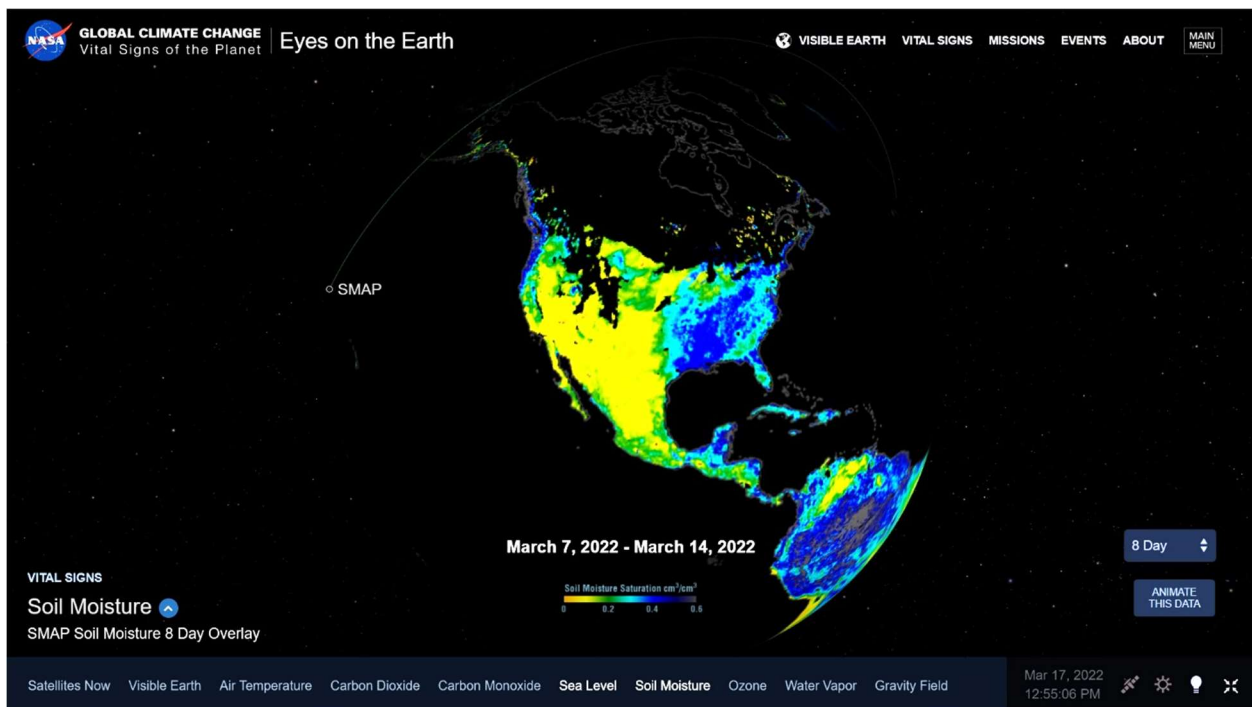 NASA
GLOBAL CLIMATE CHANGE
Vital Signs of the Planet
Eyes on the Earth
VISIBLE EARTH VITAL SIGNS MISSIONS EVENTS ABOUT
MAIN
MENU
SMAP
March 7, 2022 - March 14, 2022
8 Day
Soil Moisture Saturation cm³/cm³
0 0.2 0.4 0.6
ANIMATE
THIS DATA
VITAL SIGNS
Soil Moisture
SMAP Soil Moisture 8 Day Overlay
Satellites Now Visible Earth Air Temperature Carbon Dioxide Carbon Monoxide Sea Level Soil Moisture Ozone Water Vapor Gravity Field
Mar 17, 2022
12:55:06 PM